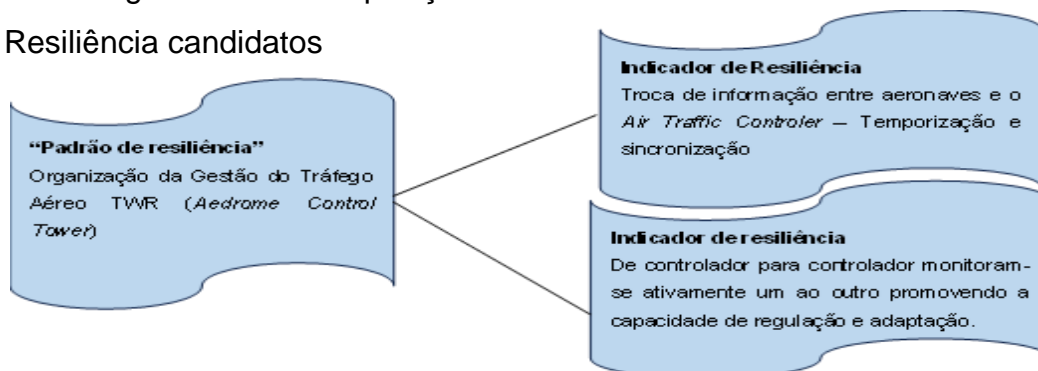 Resiliência candidatos
"Padrão de resiliência"
Organização da Gestão do Tráfego
Aéreo TWR (Aedrome Control
Tower)
Indicador de Resiliência
Troca de informação entre aeronaves e o
Air Traffic Controler – Temporização e
sincronização
Indicador de resiliência
De controlador para controlador monitoram-
se ativamente um ao outro promovendo a
capacidade de regulação e adaptação.